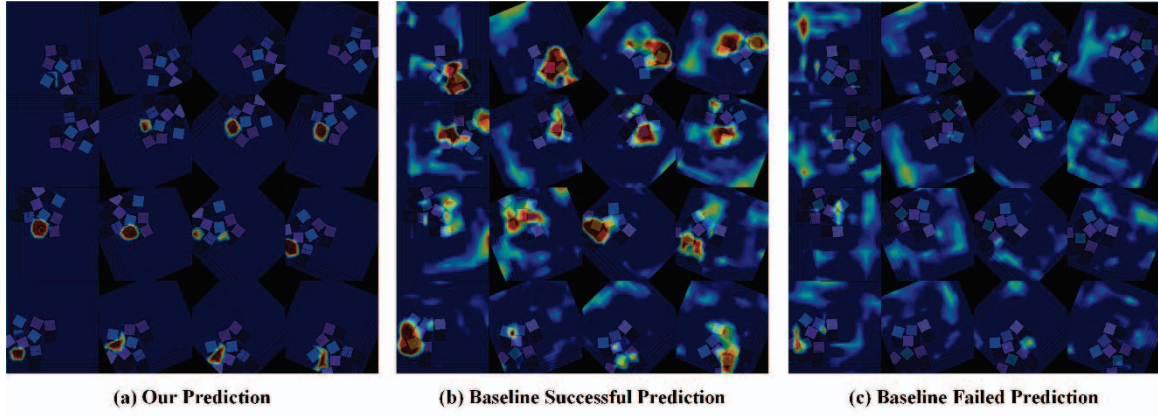 (a) Our Prediction
(b) Baseline Successful Prediction
(c) Baseline Failed Prediction